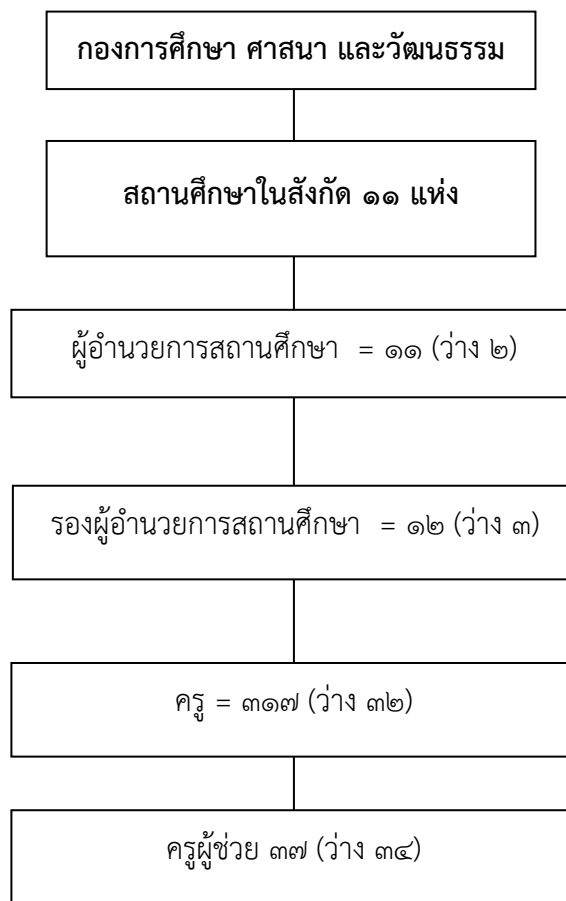 กองการศึกษา ศาสนา และวัฒนธรรม
สถานศึกษาในสังกัด ๑๑ แห่ง
ผู้อำนวยการสถานศึกษา = ๑๑ (ว่าง ๒)
รองผู้อำนวยการสถานศึกษา = ๑๒ (ว่าง ๓)
ครู = ๓๑๗ (ว่าง ๓๒)
ครูผู้ช่วย ๓๗ (ว่าง ๓๔)